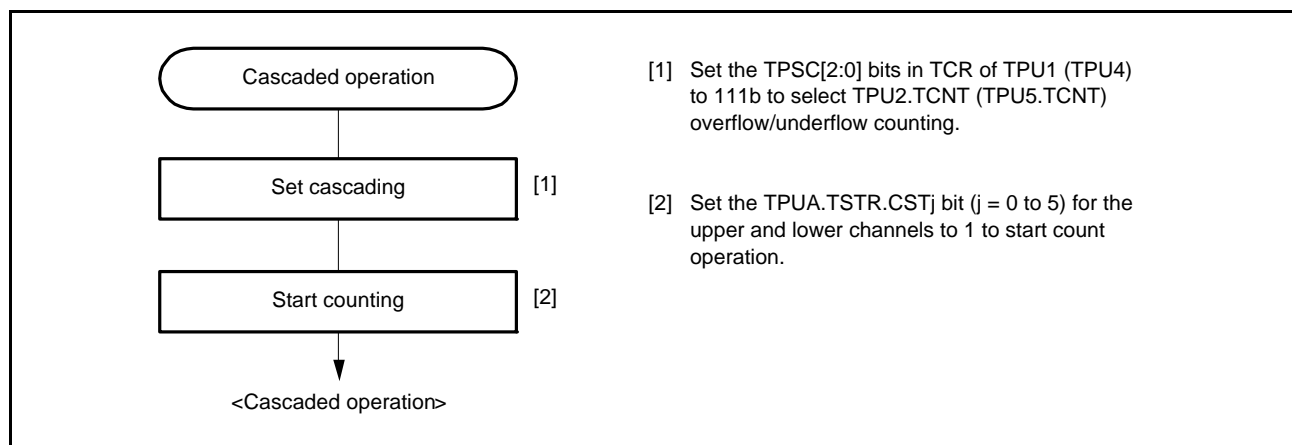 Cascaded operation
Set cascading
[1]
Start counting
[2]
<Cascaded operation>
[1] Set the TPSC[2:0] bits in TCR of TPU1 (TPU4)
to 111b to select TPU2.TCNT (TPU5.TCNT)
overflow/underflow counting.
[2] Set the TPUA.TSTR.CSTj bit (j = 0 to 5) for the
upper and lower channels to 1 to start count
operation.